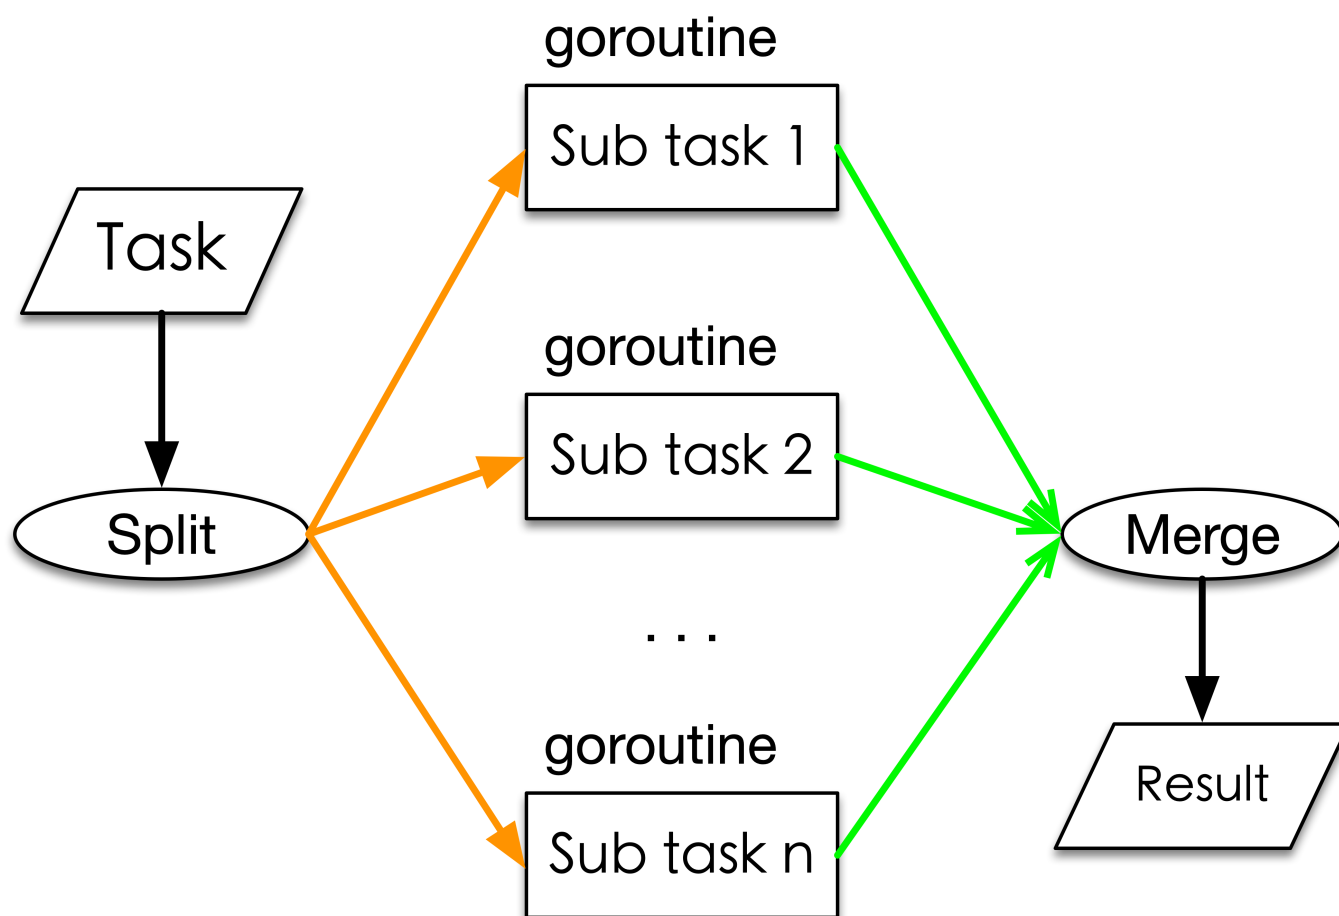 goroutine
Sub task 1
Task
goroutine
Sub task 2
Split
Merge
. . .
goroutine
Result
Sub task n